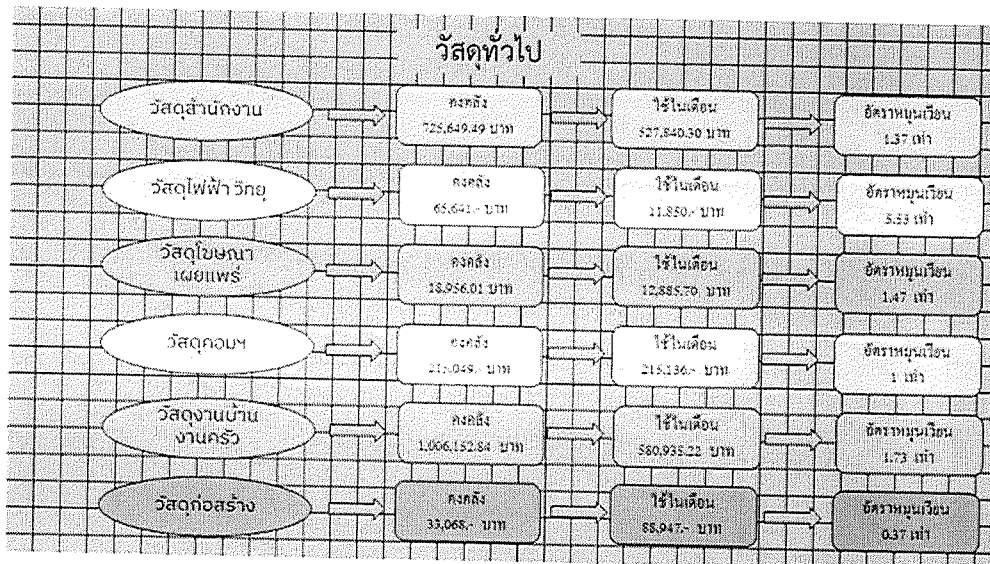 วัสดุทั่วไป
วัสดุสำนักงาน
คงคลัง
725,649.49 บาท
ใช้ในเดือน
527,840.30 บาท
อัตราหมุนเวียน
1.37 เท่า
วัสดุไฟฟ้า วิทยุ
คงคลัง
65,641.- บาท
ใช้ในเดือน
11,850.- บาท
อัตราหมุนเวียน
5.53 เท่า
วัสดุโฆษณา
เผยแพร่
คงคลัง
18,956.01 บาท
ใช้ในเดือน
12,885.70 บาท
อัตราหมุนเวียน
1.47 เท่า
วัสดุคอมฯ
คงคลัง
215,049.- บาท
ใช้ในเดือน
215,136.- บาท
อัตราหมุนเวียน
1 เท่า
วัสดุงานบ้าน
งานครัว
คงคลัง
1,006,152.84 บาท
ใช้ในเดือน
580,935.22 บาท
อัตราหมุนเวียน
1.73 เท่า
วัสดุก่อสร้าง
คงคลัง
33,068.- บาท
ใช้ในเดือน
88,947.- บาท
อัตราหมุนเวียน
0.37 เท่า